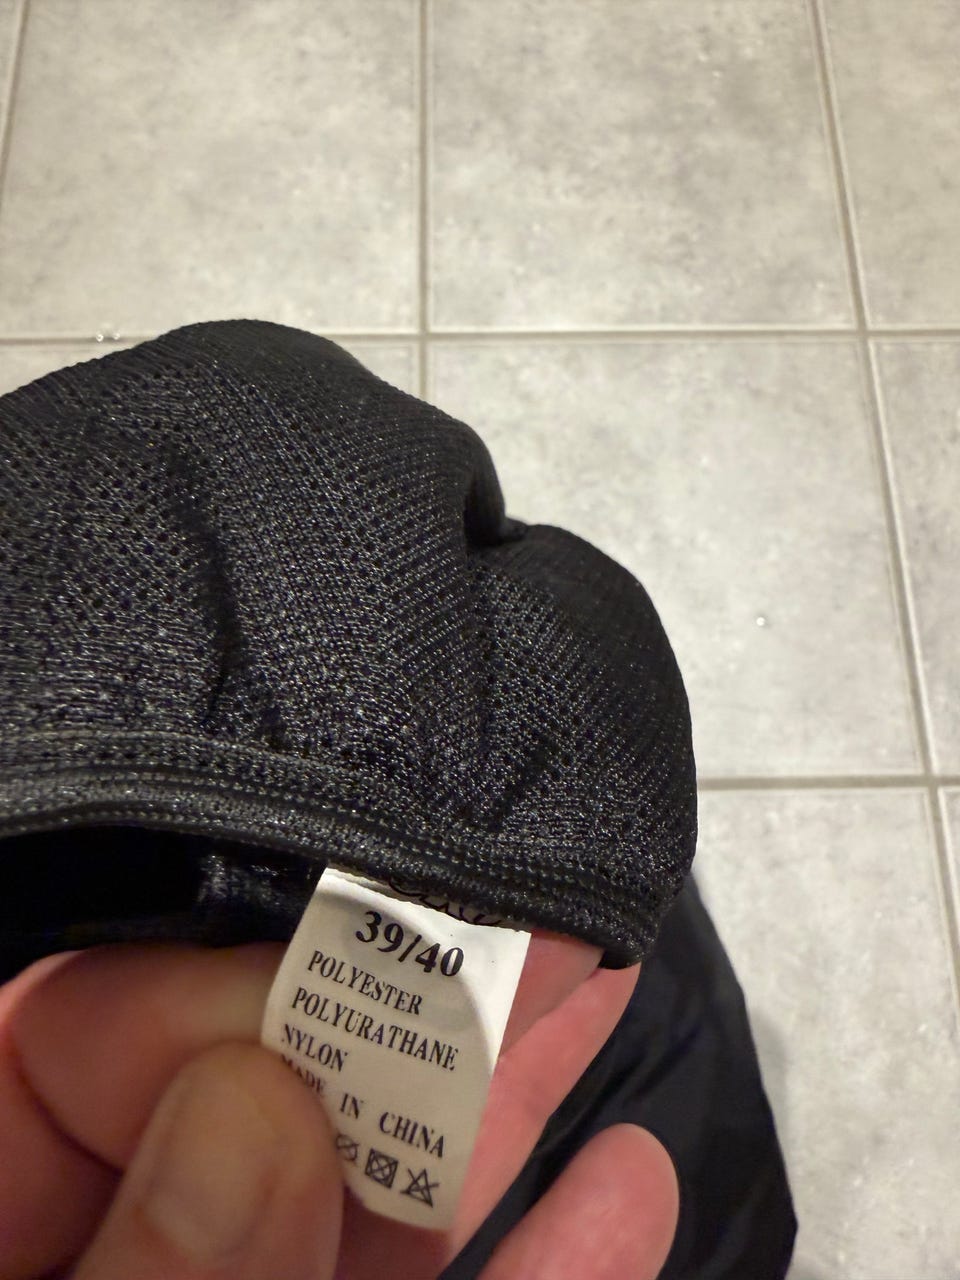 39/40
POLYESTER
POLYURATHANE
NYLON
MADE IN CHINA